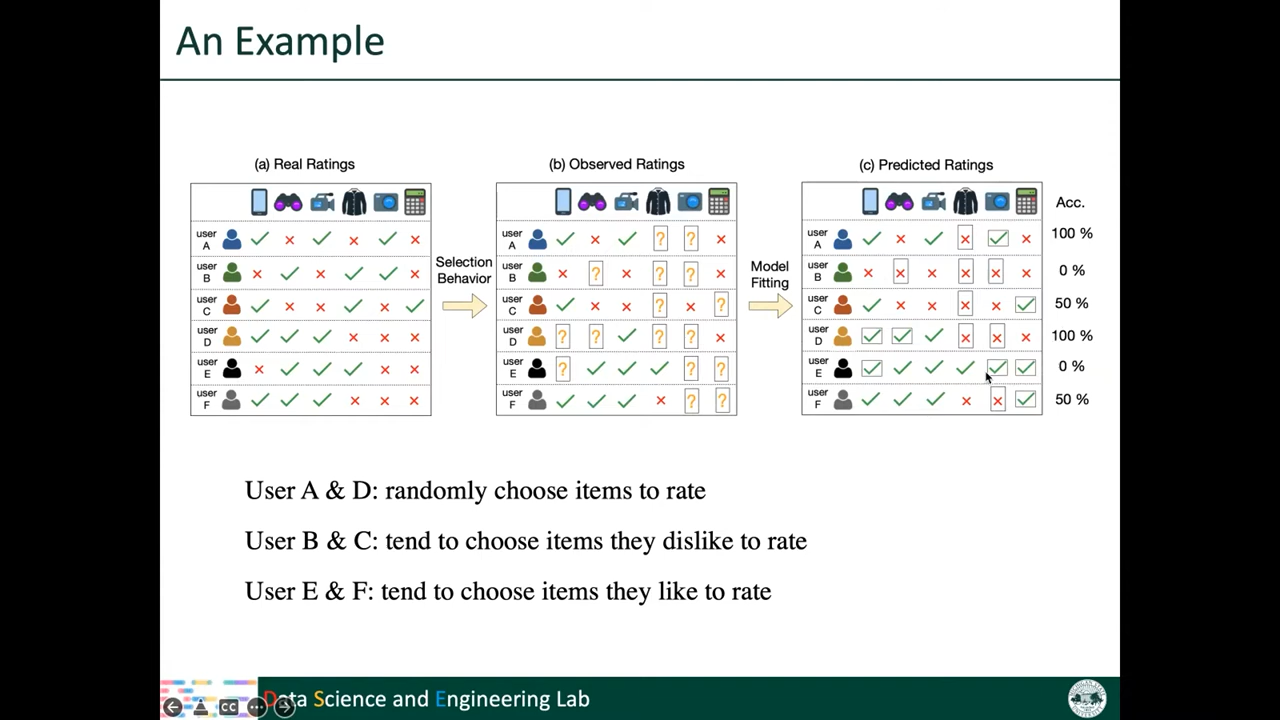 An Example
(a) Real Ratings
(b) Observed Ratings
(c) Predicted Ratings
Acc.
user A
user B
user C
user D
user E
user F
Selection
Behavior
user A
? ?
user B
? ? ?
user C
? ?
user D
? ? ? ?
user E
? ? ?
user F
? ?
Model
Fitting
user A
100 %
user B
0 %
user C
50 %
user D
100 %
user E
0 %
user F
50 %
User A & D: randomly choose items to rate
User B & C: tend to choose items they dislike to rate
User E & F: tend to choose items they like to rate
Data Science and Engineering Lab
CC